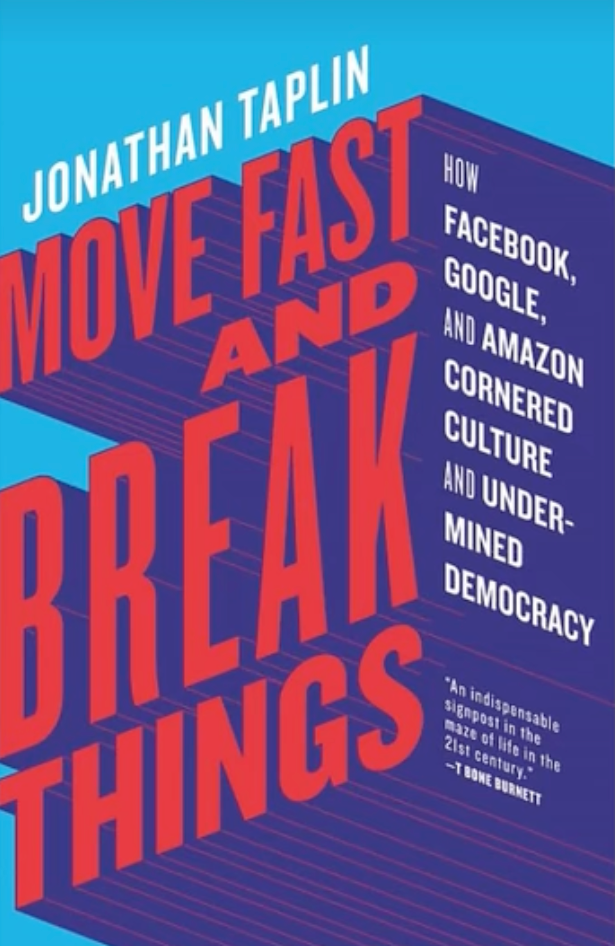 JONATHAN TAPLIN
MOVE FAST
AND
BREAK
THINGS
HOW
FACEBOOK,
GOOGLE,
AND AMAZON
CORNERED
CULTURE
AND UNDER-
MINED
DEMOCRACY
"An indispensable
signpost in the
maze of life in the
21st century."
—T BONE BURNETT